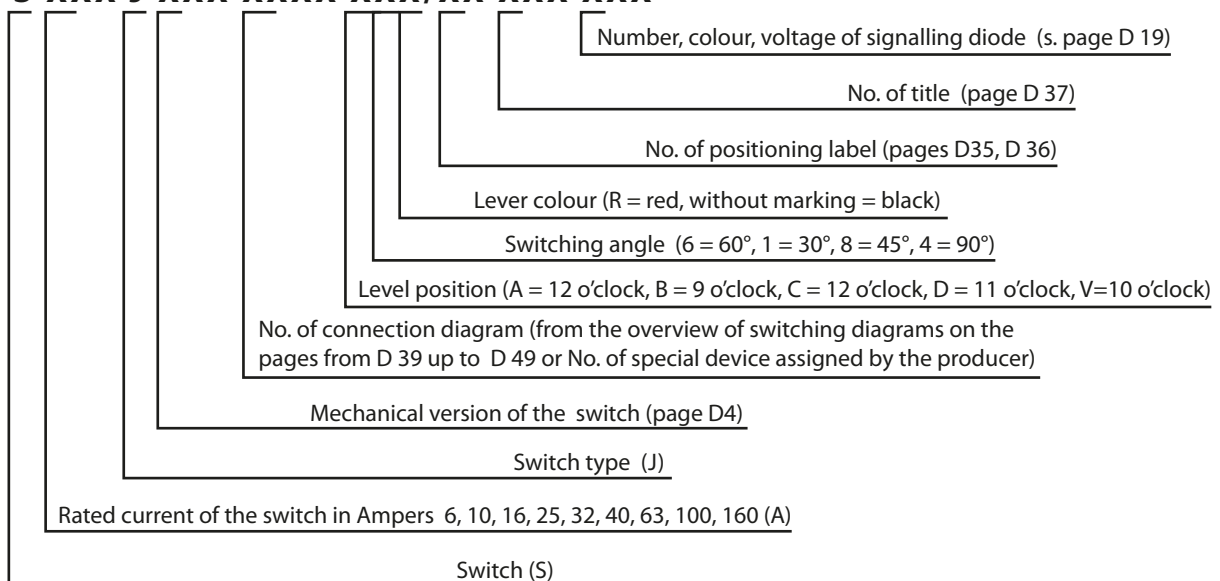 Number, colour, voltage of signalling diode (s. page D 19)
No. of title (page D 37)
No. of positioning label (pages D35, D 36)
Lever colour (R = red, without marking = black)
Switching angle (6 = 60°, 1 = 30°, 8 = 45°, 4 = 90°)
Level position (A = 12 o’clock, B = 9 o’clock, C = 12 o’clock, D = 11 o’clock, V=10 o’clock)
No. of connection diagram (from the overview of switching diagrams on the
pages from D 39 up to D 49 or No. of special device assigned by the producer)
Mechanical version of the switch (page D4)
Switch type (J)
Rated current of the switch in Ampers 6, 10, 16, 25, 32, 40, 63, 100, 160 (A)
Switch (S)